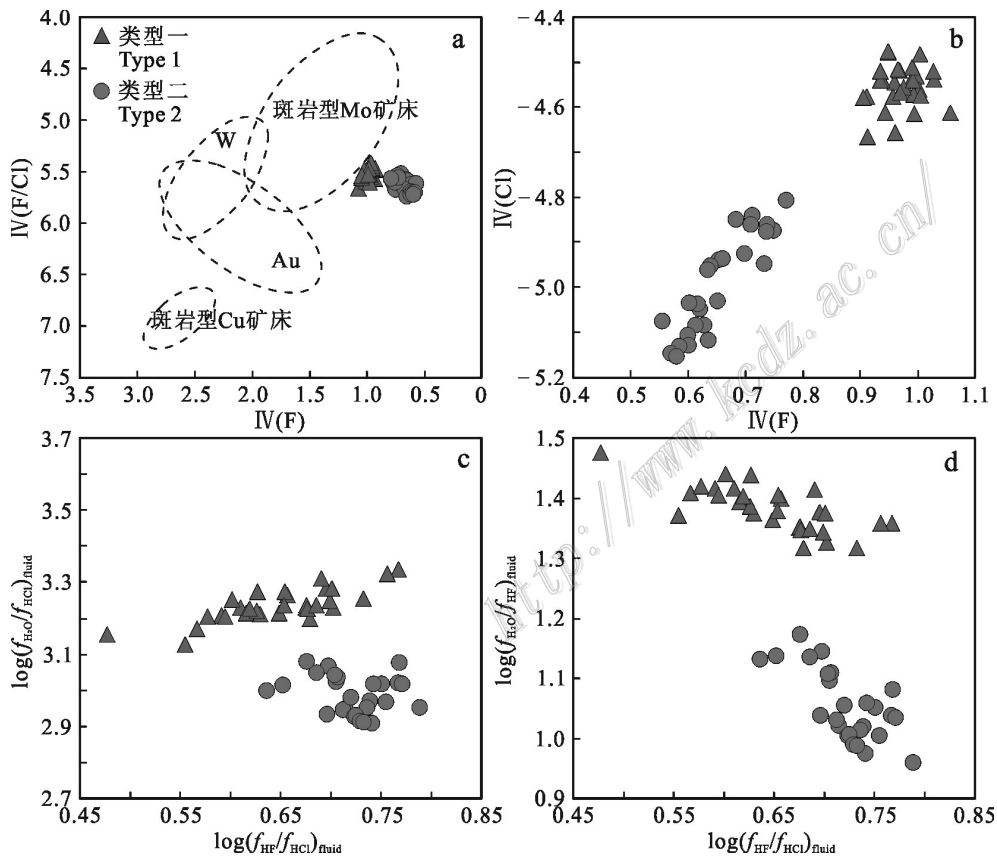 a
类型一
Type 1
类型二
Type 2
斑岩型Mo矿床
W
Au
斑岩型Cu矿床
4.0
4.5
5.0
5.5
6.0
6.5
7.0
7.5
Ⅳ(F/Cl)
3.5 3.0 2.5 2.0 1.5 1.0 0.5 0
Ⅳ(F)
b
−4.4
−4.6
−4.8
−5.0
−5.2
Ⅳ(Cl)
0.4 0.5 0.6 0.7 0.8 0.9 1.0 1.1
Ⅳ(F)
c
3.7
3.5
3.3
3.1
2.9
2.7
log(fH₂O/fHCl)fluid
0.45 0.55 0.65 0.75 0.85
log(fHF/fHCl)fluid
d
1.5
1.4
1.3
1.2
1.1
1.0
0.9
log(fH₂O/fHF)fluid
0.45 0.55 0.65 0.75 0.85
log(fHF/fHCl)fluid
http://www.kcdz.ac.cn/